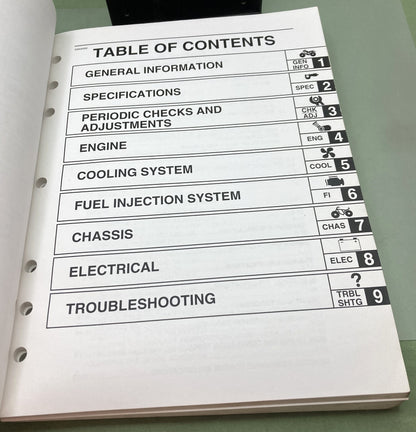 TABLE OF CONTENTS
GENERAL INFORMATION
GEN
INFO
1
SPECIFICATIONS
SPEC
2
PERIODIC CHECKS AND
ADJUSTMENTS
CHK
ADJ
3
ENGINE
ENG
4
COOLING SYSTEM
COOL
5
FUEL INJECTION SYSTEM
FI
6
CHASSIS
CHAS
7
ELECTRICAL
ELEC
8
TROUBLESHOOTING
?
TRBL
SHTG
9